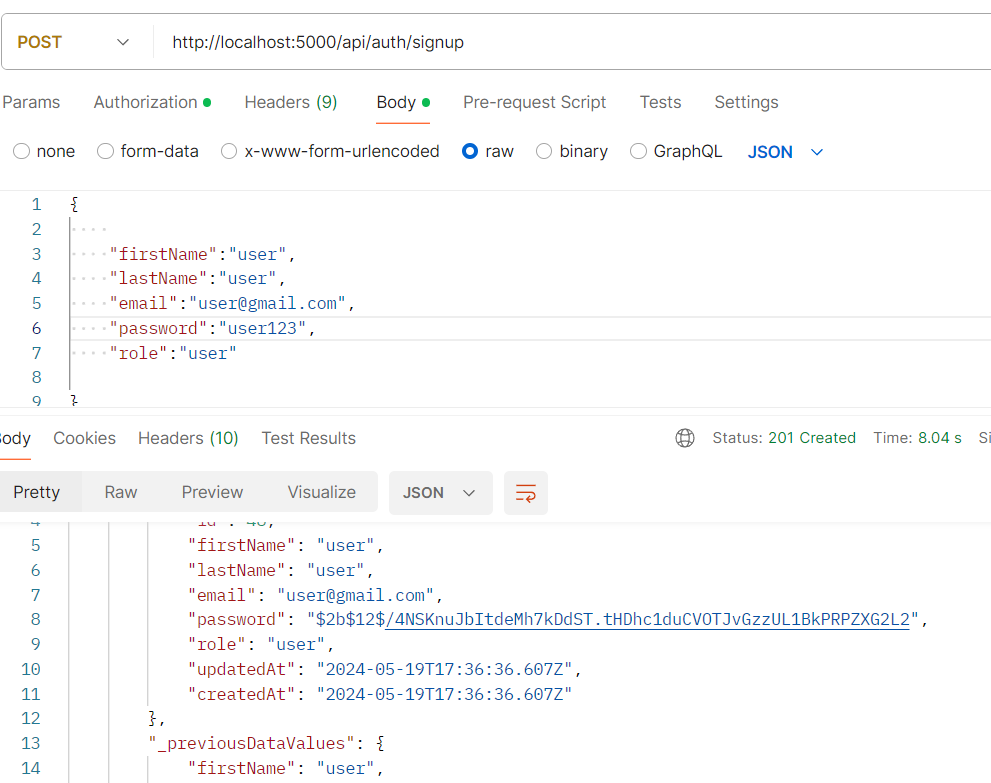 POST http://localhost:5000/api/auth/signup
Params Authorization Headers (9) Body Pre-request Script Tests Settings
none form-data x-www-form-urlencoded raw binary GraphQL JSON
1 {
2
3 "firstName":"user",
4 "lastName":"user",
5 "email":"user@gmail.com",
6 "password":"user123",
7 "role":"user"
8
9 }
Body Cookies Headers (10) Test Results Status: 201 Created Time: 8.04 s
Pretty Raw Preview Visualize JSON
4
5 "firstName": "user",
6 "lastName": "user",
7 "email": "user@gmail.com",
8 "password": "$2b$12$/4NSKnuJbItdeMh7kDdST.tHDhc1duCVOTJvGzzUL1BkPRPZXG2L2",
9 "role": "user",
10 "updatedAt": "2024-05-19T17:36:36.607Z",
11 "createdAt": "2024-05-19T17:36:36.607Z"
12 },
13 "_previousDataValues": {
14 "firstName": "user",